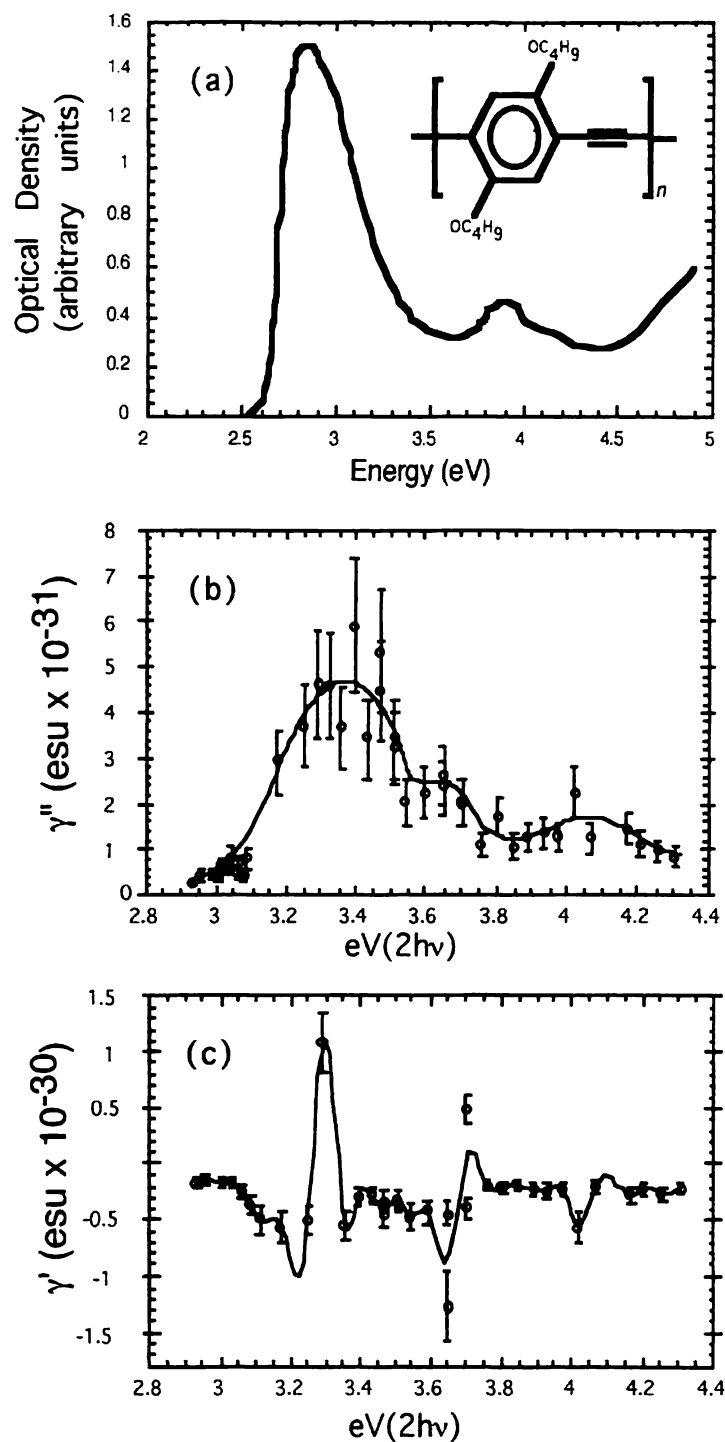 (a)
OC4H9
OC4H9
n
Optical Density
(arbitrary units)
1.6
1.4
1.2
1
0.8
0.6
0.4
0.2
0
2 2.5 3 3.5 4 4.5 5
Energy (eV)
(b)
γ" (esu x 10-31)
8
7
6
5
4
3
2
1
0
2.8 3 3.2 3.4 3.6 3.8 4 4.2 4.4
eV(2hν)
(c)
γ' (esu x 10-30)
1.5
1
0.5
0
-0.5
-1
-1.5
2.8 3 3.2 3.4 3.6 3.8 4 4.2 4.4
eV(2hν)